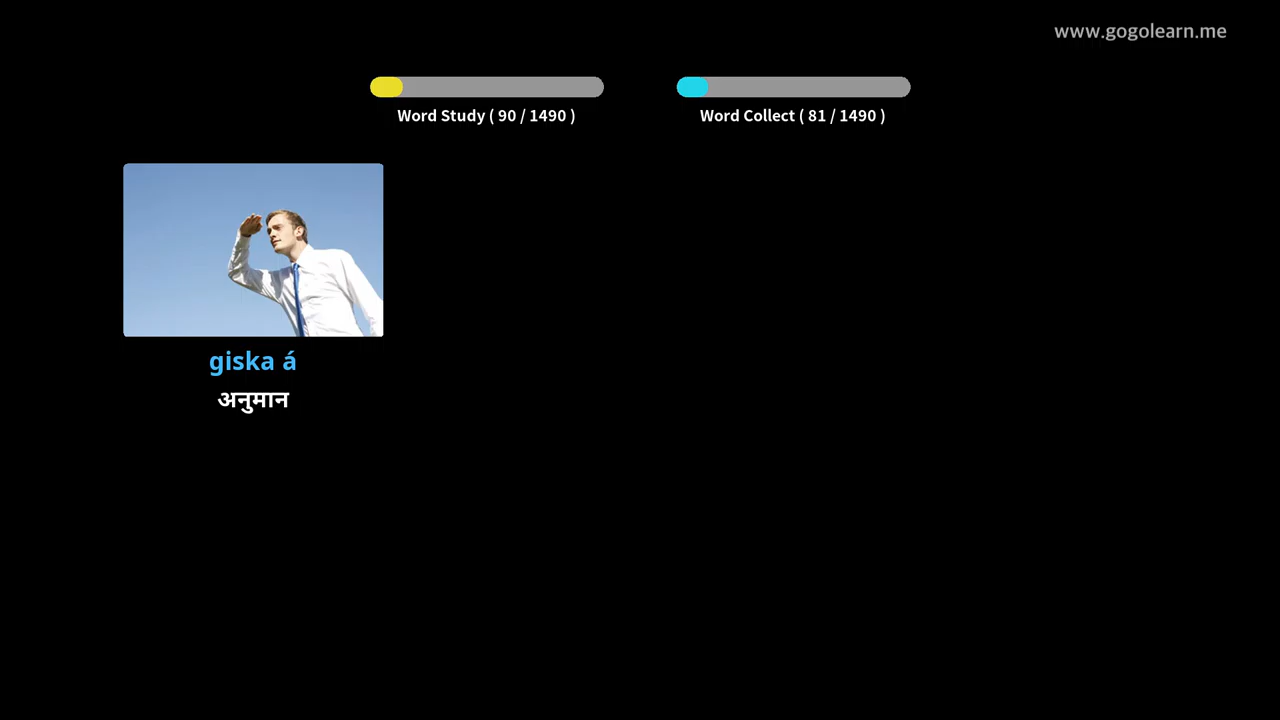 www.gogolearn.me
Word Study ( 90 / 1490 )
Word Collect ( 81 / 1490 )
giska á
अनुमान